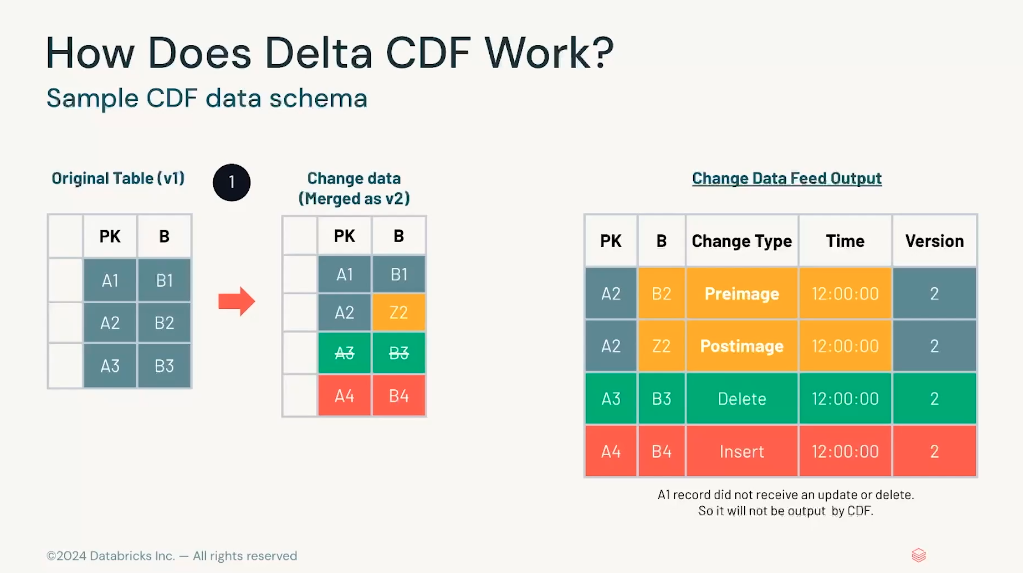 How Does Delta CDF Work?
Sample CDF data schema
Original Table (v1)
1
Change data
(Merged as v2)
Change Data Feed Output
PK B
A1 B1
A2 B2
A3 B3
PK B
A1 B1
A2 Z2
A3 B3
A4 B4
PK B Change Type Time Version
A2 B2 Preimage 12:00:00 2
A2 Z2 Postimage 12:00:00 2
A3 B3 Delete 12:00:00 2
A4 B4 Insert 12:00:00 2
A1 record did not receive an update or delete.
So it will not be output by CDF.
©2024 Databricks Inc. — All rights reserved